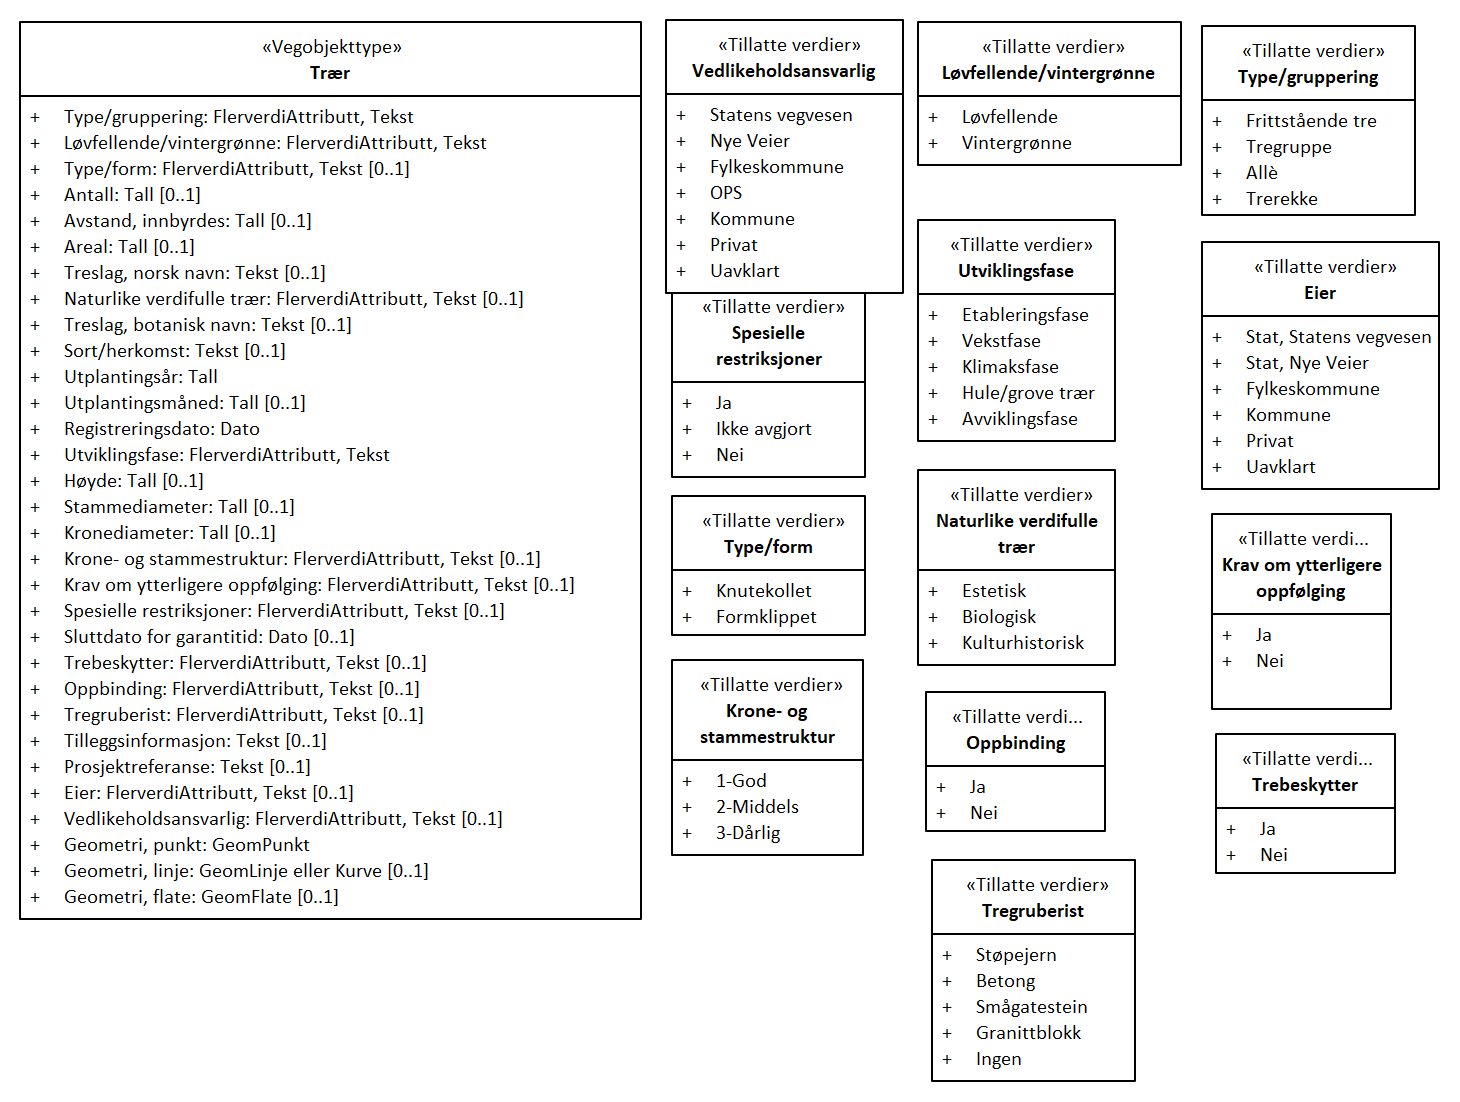 «Vegobjekttype»
Trær
+ Type/gruppering: FlerverdiAttributt, Tekst
+ Løvfellende/vintergrønne: FlerverdiAttributt, Tekst
+ Type/form: FlerverdiAttributt, Tekst [0..1]
+ Antall: Tall [0..1]
+ Avstand, innbyrdes: Tall [0..1]
+ Areal: Tall [0..1]
+ Treslag, norsk navn: Tekst [0..1]
+ Naturlike verdifulle trær: FlerverdiAttributt, Tekst [0..1]
+ Treslag, botanisk navn: Tekst [0..1]
+ Sort/herkomst: Tekst [0..1]
+ Utplantingsår: Tall
+ Utplantingsmåned: Tall [0..1]
+ Registreringsdato: Dato
+ Utviklingsfase: FlerverdiAttributt, Tekst
+ Høyde: Tall [0..1]
+ Stammediameter: Tall [0..1]
+ Kronediameter: Tall [0..1]
+ Krone- og stammestruktur: FlerverdiAttributt, Tekst [0..1]
+ Krav om ytterligere oppfølging: FlerverdiAttributt, Tekst [0..1]
+ Spesielle restriksjoner: FlerverdiAttributt, Tekst [0..1]
+ Sluttdato for garantitid: Dato [0..1]
+ Trebeskytter: FlerverdiAttributt, Tekst [0..1]
+ Oppbinding: FlerverdiAttributt, Tekst [0..1]
+ Tregruberist: FlerverdiAttributt, Tekst [0..1]
+ Tilleggsinformasjon: Tekst [0..1]
+ Prosjektreferanse: Tekst [0..1]
+ Eier: FlerverdiAttributt, Tekst [0..1]
+ Vedlikeholdsansvarlig: FlerverdiAttributt, Tekst [0..1]
+ Geometri, punkt: GeomPunkt
+ Geometri, linje: GeomLinje eller Kurve [0..1]
+ Geometri, flate: GeomFlate [0..1]
«Tillatte verdier»
Vedlikeholdsansvarlig
+ Statens vegvesen
+ Nye Veier
+ Fylkeskommune
+ OPS
+ Kommune
+ Privat
+ Uavklart
«Tillatte verdier»
Spesielle
restriksjoner
+ Ja
+ Ikke avgjort
+ Nei
«Tillatte verdier»
Type/form
+ Knutekollet
+ Formklippet
«Tillatte verdier»
Krone- og
stammestruktur
+ 1-God
+ 2-Middels
+ 3-Dårlig
«Tillatte verdier»
Løvfellende/vintergrønne
+ Løvfellende
+ Vintergrønne
«Tillatte verdier»
Utviklingsfase
+ Etableringsfase
+ Vekstfase
+ Klimaksfase
+ Hule/grove trær
+ Avviklingsfase
«Tillatte verdier»
Naturlike verdifulle
trær
+ Estetisk
+ Biologisk
+ Kulturhistorisk
«Tillatte verdi...
Oppbinding
+ Ja
+ Nei
«Tillatte verdier»
Tregruberist
+ Støpejern
+ Betong
+ Smågatestein
+ Granittblokk
+ Ingen
«Tillatte verdier»
Type/gruppering
+ Frittstående tre
+ Tregruppe
+ Allè
+ Trerekke
«Tillatte verdier»
Eier
+ Stat, Statens vegvesen
+ Stat, Nye Veier
+ Fylkeskommune
+ Kommune
+ Privat
+ Uavklart
«Tillatte verdi...
Krav om ytterligere
oppfølging
+ Ja
+ Nei
«Tillatte verdi...
Trebeskytter
+ Ja
+ Nei